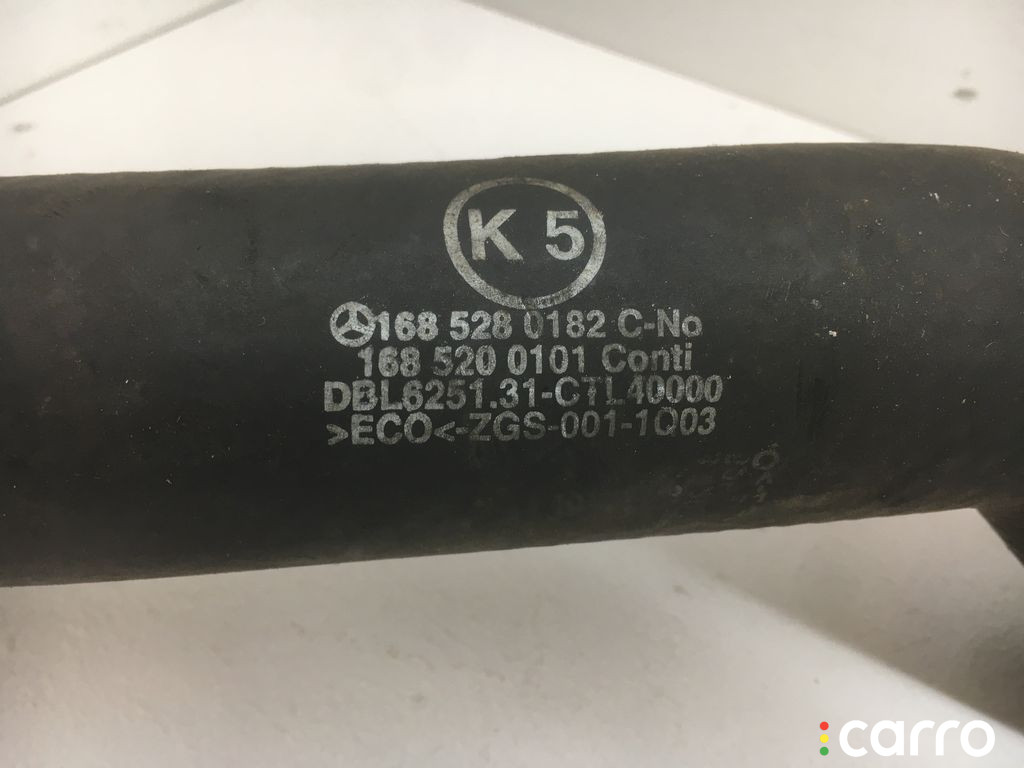 K 5
168 528 0182 C-No
168 520 0101 Conti
DBL6251.31-CTL40000
>ECO<-ZGS-001-1Q03
carro